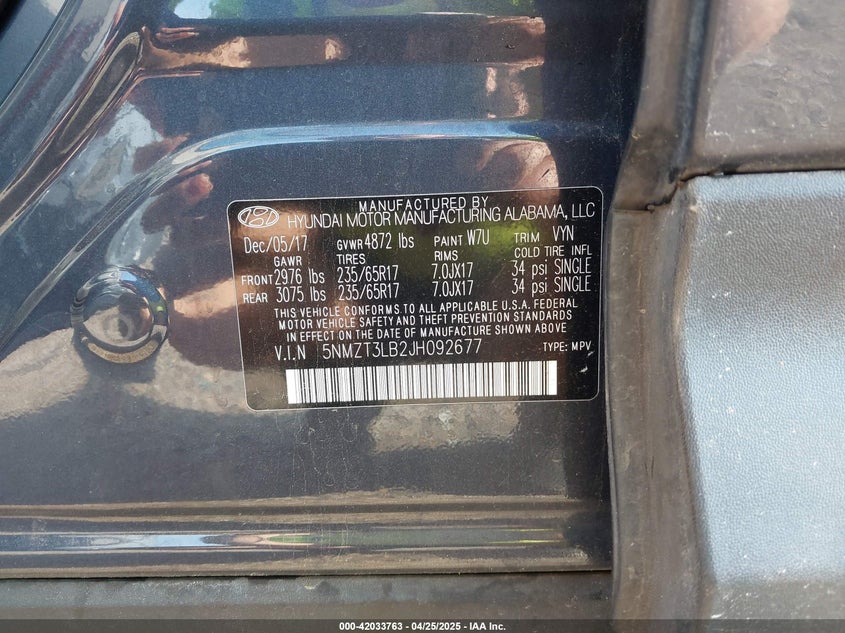 MANUFACTURED BY
HYUNDAI MOTOR MANUFACTURING ALABAMA, LLC
Dec/05/17 GVWR 4872 lbs PAINT W7U TRIM VYN
GAWR TIRES RIMS COLD TIRE INFL
FRONT 2976 lbs 235/65R17 7.0JX17 34 psi SINGLE
REAR 3075 lbs 235/65R17 7.0JX17 34 psi SINGLE
THIS VEHICLE CONFORMS TO ALL APPLICABLE U.S.A. FEDERAL
MOTOR VEHICLE SAFETY AND THEFT PREVENTION STANDARDS
IN EFFECT ON THE DATE OF MANUFACTURE SHOWN ABOVE
V.I.N 5NMZT3LB2JH092677 TYPE: MPV
000-42033763 - 04/25/2025 - IAA Inc.